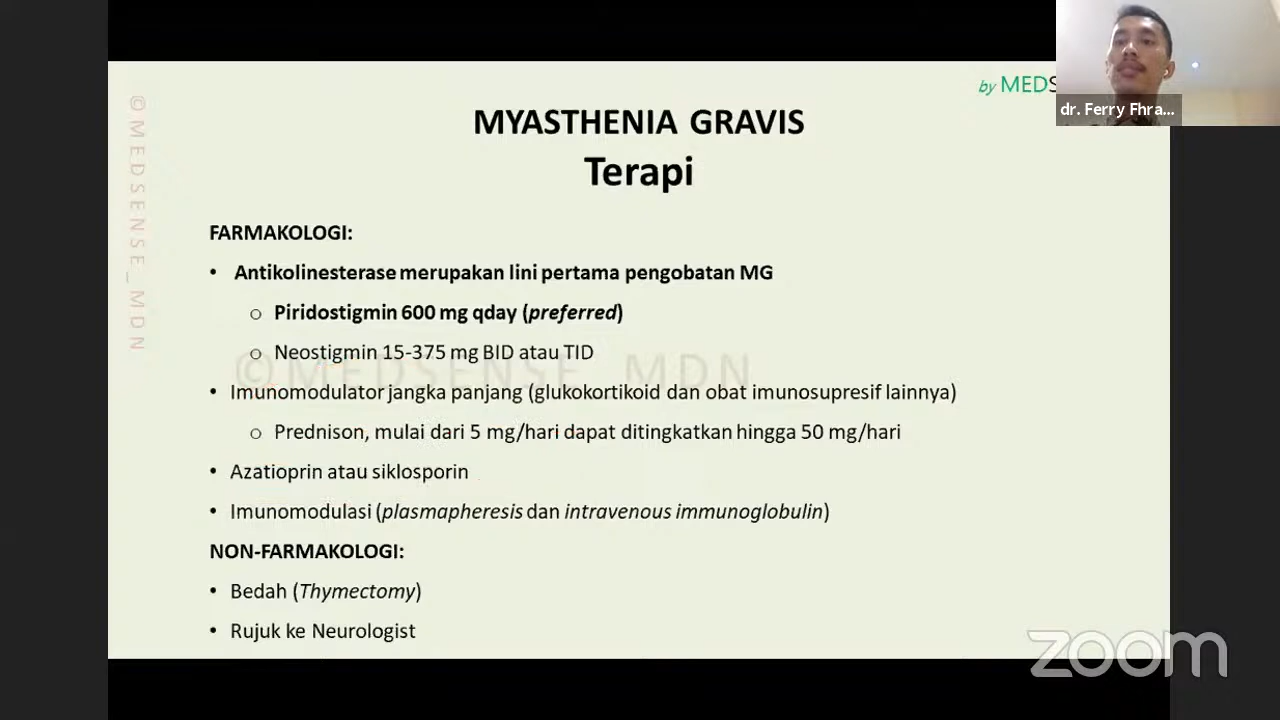 by MEDS
dr. Ferry Fhra...
©MEDSENSE_MDN
MYASTHENIA GRAVIS
Terapi
FARMAKOLOGI:
• Antikolinesterase merupakan lini pertama pengobatan MG
o Piridostigmin 600 mg qday (preferred)
o Neostigmin 15-375 mg BID atau TID
©MEDSENSE_MDN
• Imunomodulator jangka panjang (glukokortikoid dan obat imunosupresif lainnya)
o Prednison, mulai dari 5 mg/hari dapat ditingkatkan hingga 50 mg/hari
• Azatioprin atau siklosporin
• Imunomodulasi (plasmapheresis dan intravenous immunoglobulin)
NON-FARMAKOLOGI:
• Bedah (Thymectomy)
• Rujuk ke Neurologist
zoom